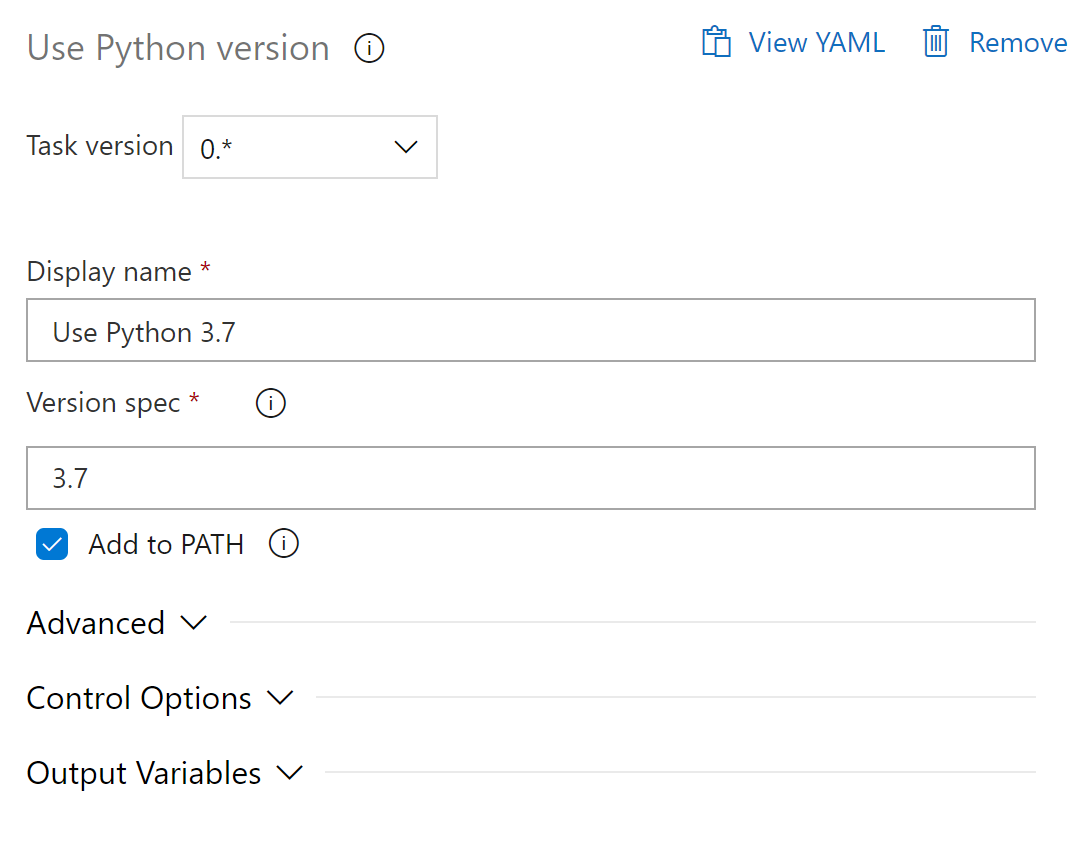 Use Python version
View YAML
Remove
Task version 0.*
Display name *
Use Python 3.7
Version spec *
3.7
Add to PATH
Advanced
Control Options
Output Variables